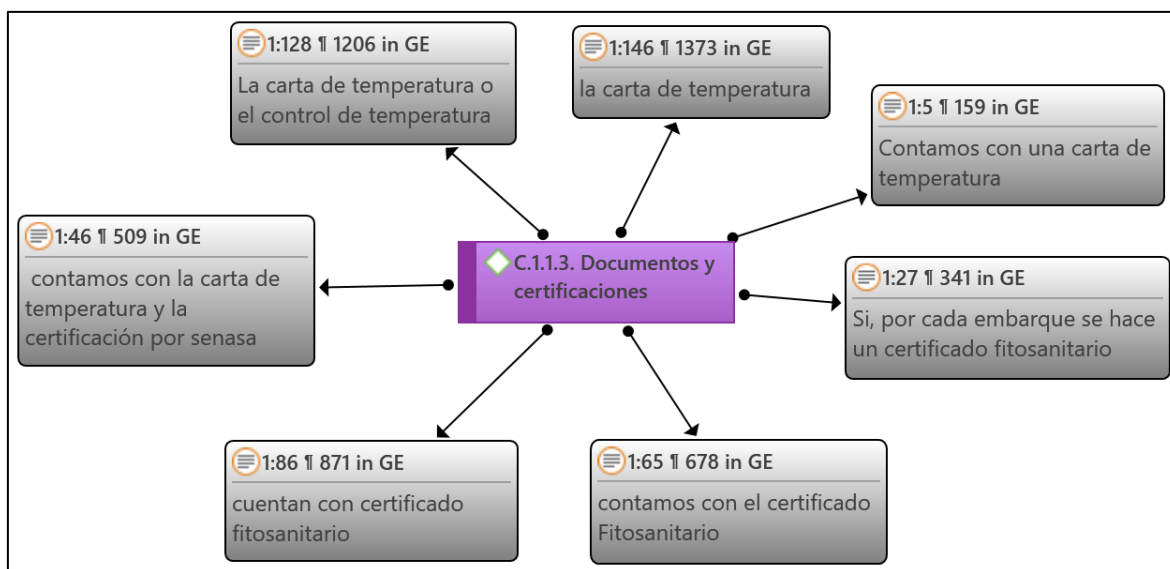 1:128 ¶ 1206 in GE
La carta de temperatura o
el control de temperatura
1:146 ¶ 1373 in GE
la carta de temperatura
1:5 ¶ 159 in GE
Contamos con una carta de
temperatura
1:46 ¶ 509 in GE
contamos con la carta de
temperatura y la
certificación por senasa
C.1.1.3. Documentos y
certificaciones
1:27 ¶ 341 in GE
Si, por cada embarque se hace
un certificado fitosanitario
1:86 ¶ 871 in GE
cuentan con certificado
fitosanitario
1:65 ¶ 678 in GE
contamos con el certificado
Fitosanitario